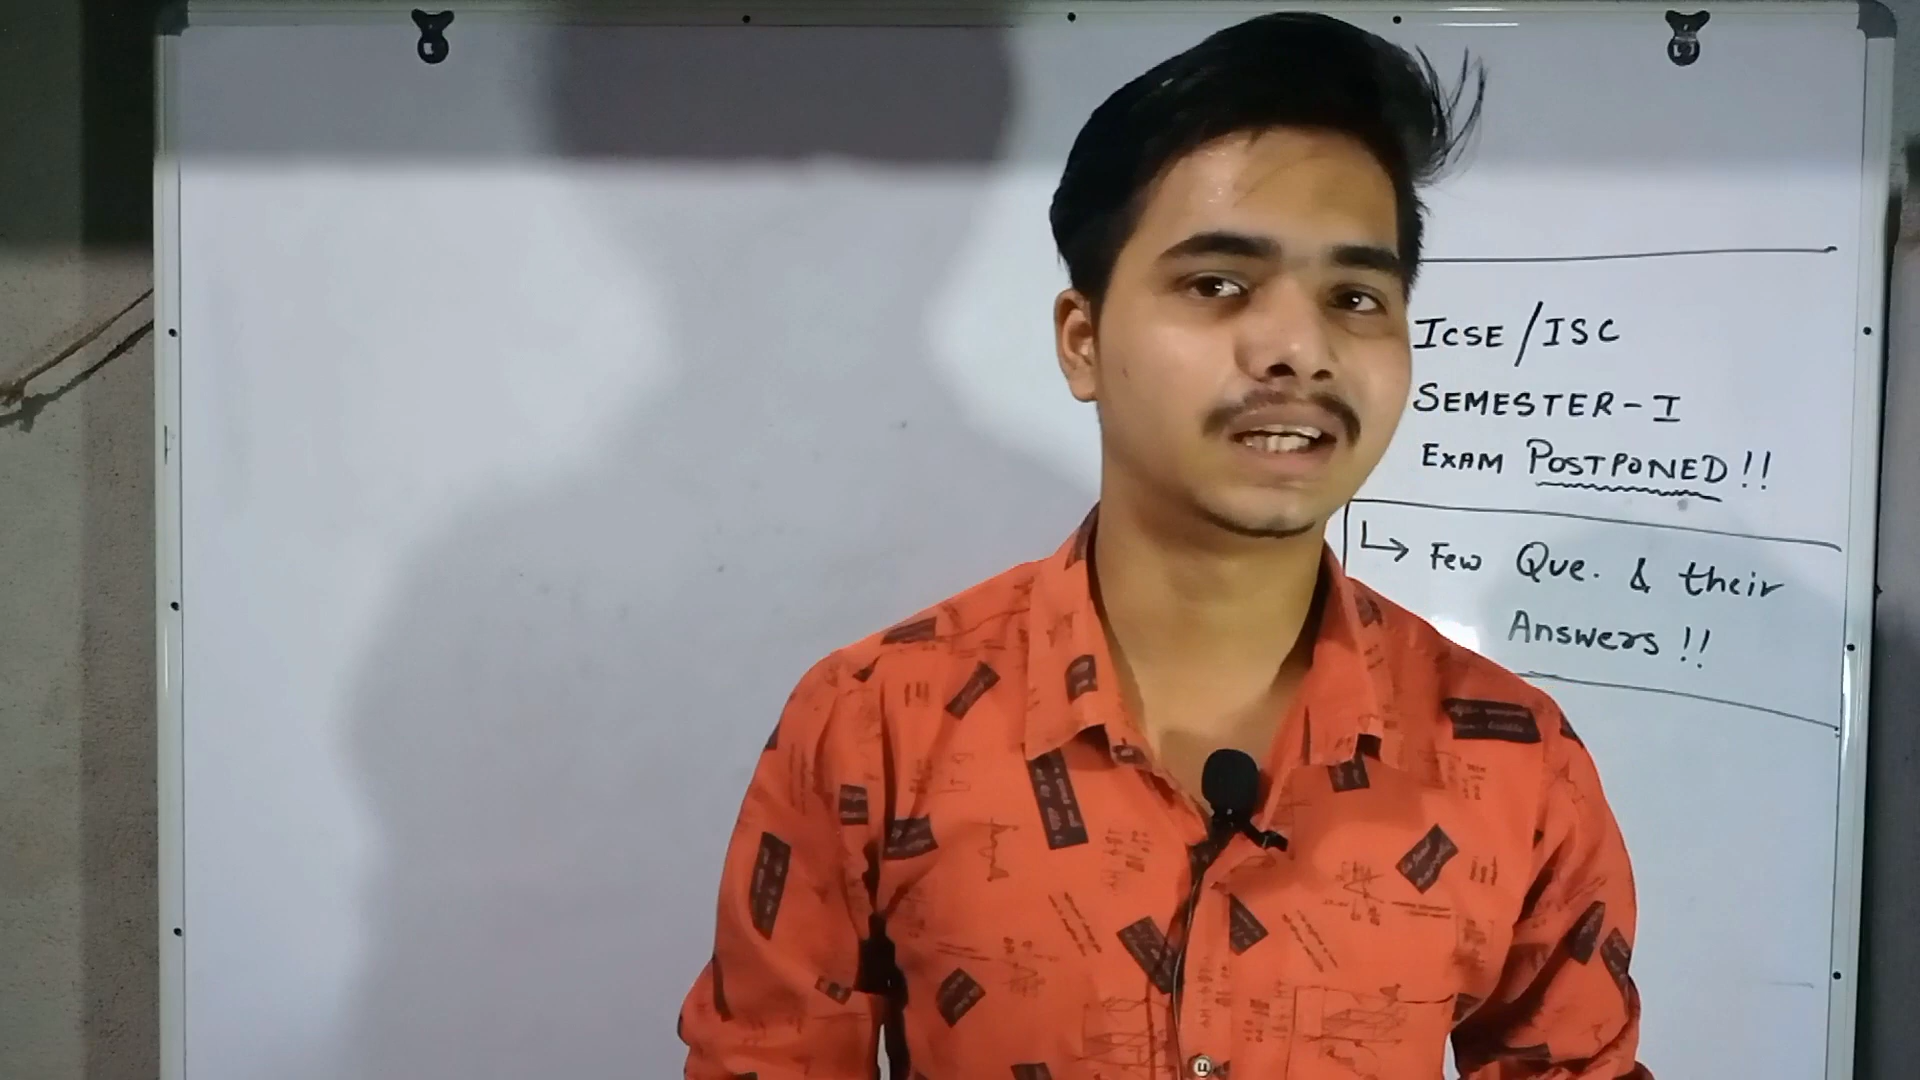 ICSE/ISC
SEMESTER-I
EXAM POSTPONED!!
↳ Few Que. & their
Answers!!